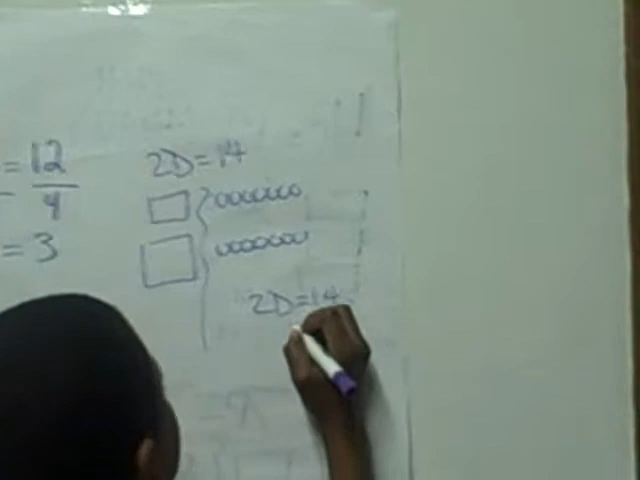 = 12
4
= 3
2D = 14
2D = 14